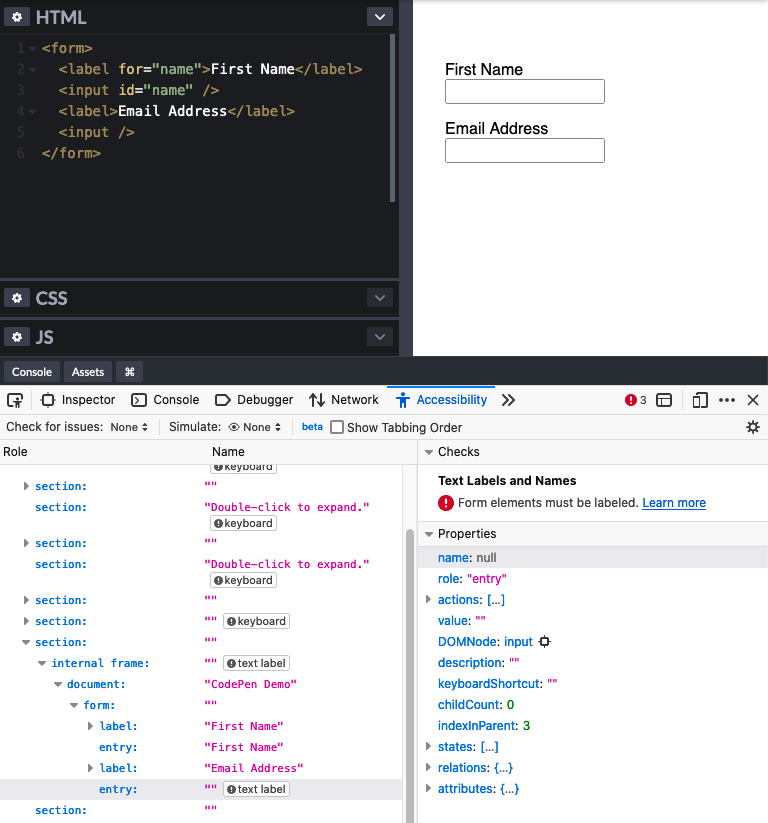 HTML
1 <form>
2 <label for="name">First Name</label>
3 <input id="name" />
4 <label>Email Address</label>
5 <input />
6 </form>
CSS
JS
First Name
Email Address
Console Assets ⌘
Inspector Console Debugger Network Accessibility 3
Check for issues: None Simulate: None beta Show Tabbing Order
Role Name
keyboard
section: ""
section: "Double-click to expand."
keyboard
section: ""
section: "Double-click to expand."
keyboard
section: ""
section: "" keyboard
section: ""
internal frame: "" text label
document: "CodePen Demo"
form: ""
label: "First Name"
entry: "First Name"
label: "Email Address"
entry: "" text label
section: ""
Checks
Text Labels and Names
Form elements must be labeled. Learn more
Properties
name: null
role: "entry"
actions: […]
value: ""
DOMNode: input
description: ""
keyboardShortcut: ""
childCount: 0
indexInParent: 3
states: […]
relations: {…}
attributes: {…}